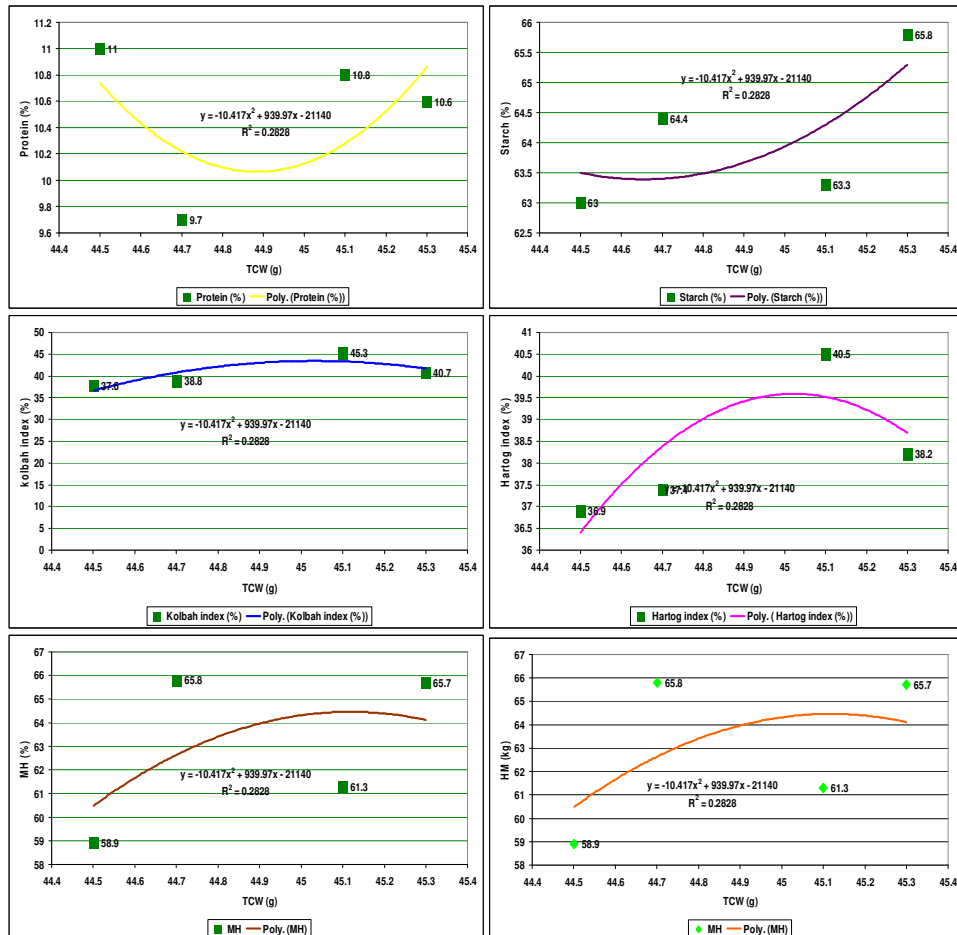 11.2
11
10.8
10.6
10.4
10.2
10
9.8
9.6
Protein (%)
11
9.7
10.8
10.6
y = -10.417x² + 939.97x - 21140
R² = 0.2828
44.4 44.5 44.6 44.7 44.8 44.9 45 45.1 45.2 45.3 45.4
TCW (g)
Protein (%) Poly. (Protein (%))
66
65.5
65
64.5
64
63.5
63
62.5
Starch (%)
63
64.4
63.3
65.8
y = -10.417x² + 939.97x - 21140
R² = 0.2828
44.4 44.5 44.6 44.7 44.8 44.9 45 45.1 45.2 45.3 45.4
TCW (g)
Starch (%) Poly. (Starch (%))
50
45
40
35
30
25
20
15
10
5
0
kolbah index (%)
37.6
38.8
45.3
40.7
y = -10.417x² + 939.97x - 21140
R² = 0.2828
44.4 44.5 44.6 44.7 44.8 44.9 45 45.1 45.2 45.3 45.4
TCW (g)
Kolbah index (%) Poly. (Kolbah index (%))
41
40.5
40
39.5
39
38.5
38
37.5
37
36.5
36
Hartog index (%)
36.9
37.4
40.5
38.2
y = -10.417x² + 939.97x - 21140
R² = 0.2828
44.4 44.5 44.6 44.7 44.8 44.9 45 45.1 45.2 45.3 45.4
TCW (g)
Hartog index (%) Poly. ( Hartog index (%))
67
66
65
64
63
62
61
60
59
58
MH (%)
58.9
65.8
61.3
65.7
y = -10.417x² + 939.97x - 21140
R² = 0.2828
44.4 44.5 44.6 44.7 44.8 44.9 45 45.1 45.2 45.3 45.4
TCW (g)
MH Poly. (MH)
67
66
65
64
63
62
61
60
59
58
HM (kg)
58.9
65.8
61.3
65.7
y = -10.417x² + 939.97x - 21140
R² = 0.2828
44.4 44.5 44.6 44.7 44.8 44.9 45 45.1 45.2 45.3 45.4
TCW (g)
MH Poly. (MH)